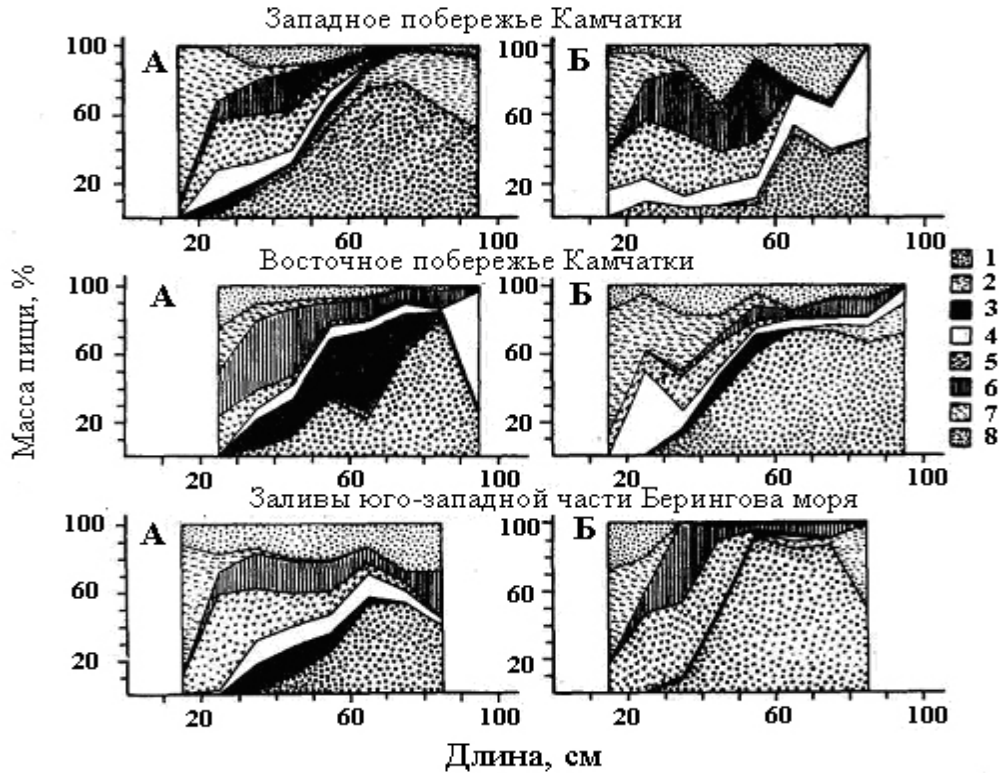 Западное побережье Камчатки
А
Б
100
60
20
100
60
20
20 60 100
20 60 100
Восточное побережье Камчатки
А
Б
100
60
20
100
60
20
20 60 100
20 60 100
Заливы юго-западной части Берингова моря
А
Б
100
60
20
100
60
20
20 60 100
20 60 100
Масса пищи, %
Длина, см
1
2
3
4
5
6
7
8